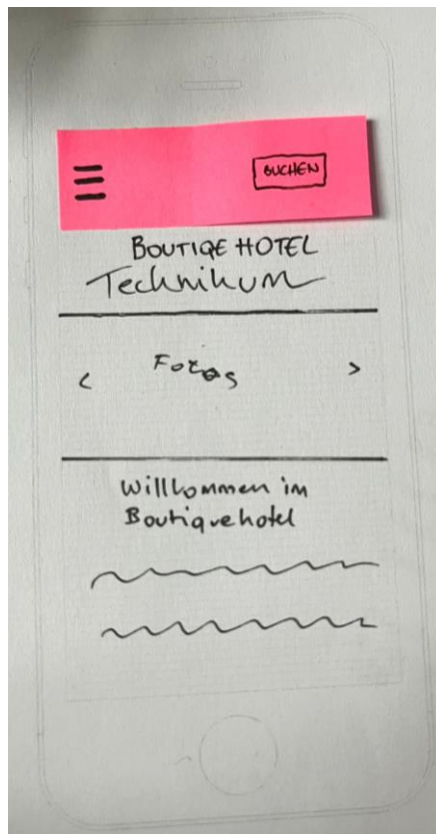 BUCHEN
BOUTIQE HOTEL
Technikum
< Fotos >
Willkommen im
Boutiquehotel